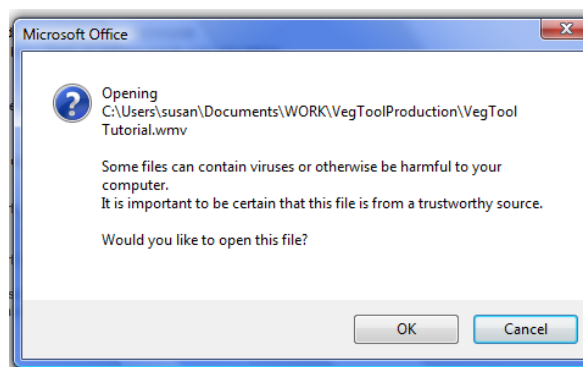 Microsoft Office
Opening
C:\Users\susan\Documents\WORK\VegToolProduction\VegTool
Tutorial.wmv
Some files can contain viruses or otherwise be harmful to your
computer.
It is important to be certain that this file is from a trustworthy source.
Would you like to open this file?
OK Cancel